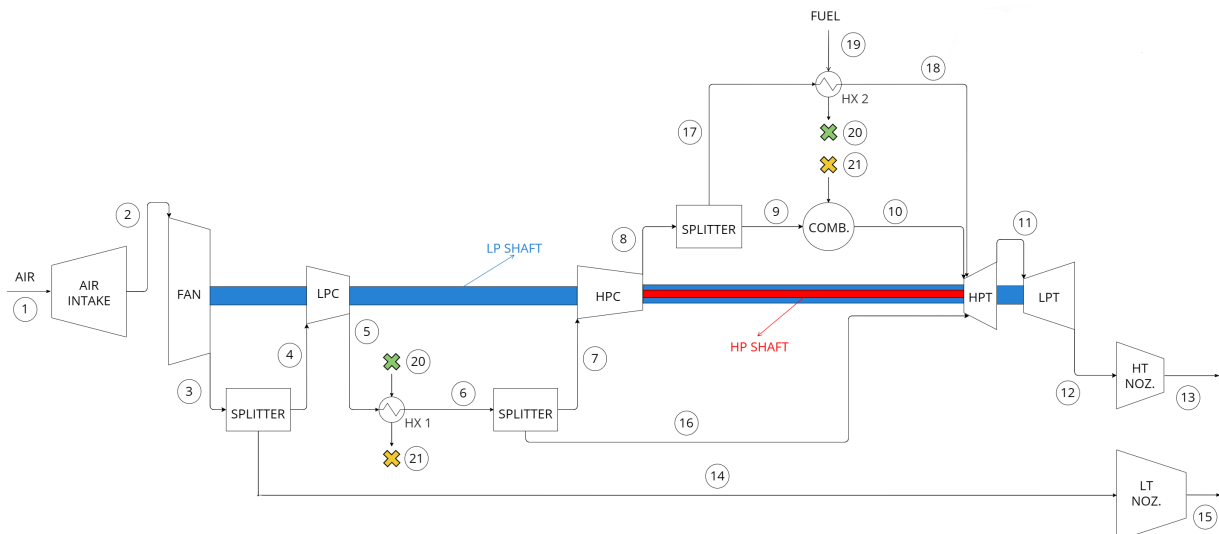 FUEL
19
18
HX 2
17
20
21
2
SPLITTER
9
COMB.
10
11
8
LP SHAFT
AIR
1
AIR
INTAKE
FAN
LPC
HPC
HPT
LPT
HP SHAFT
5
4
7
20
HT
NOZ.
3
6
12
13
SPLITTER
HX 1
SPLITTER
16
21
14
LT
NOZ.
15